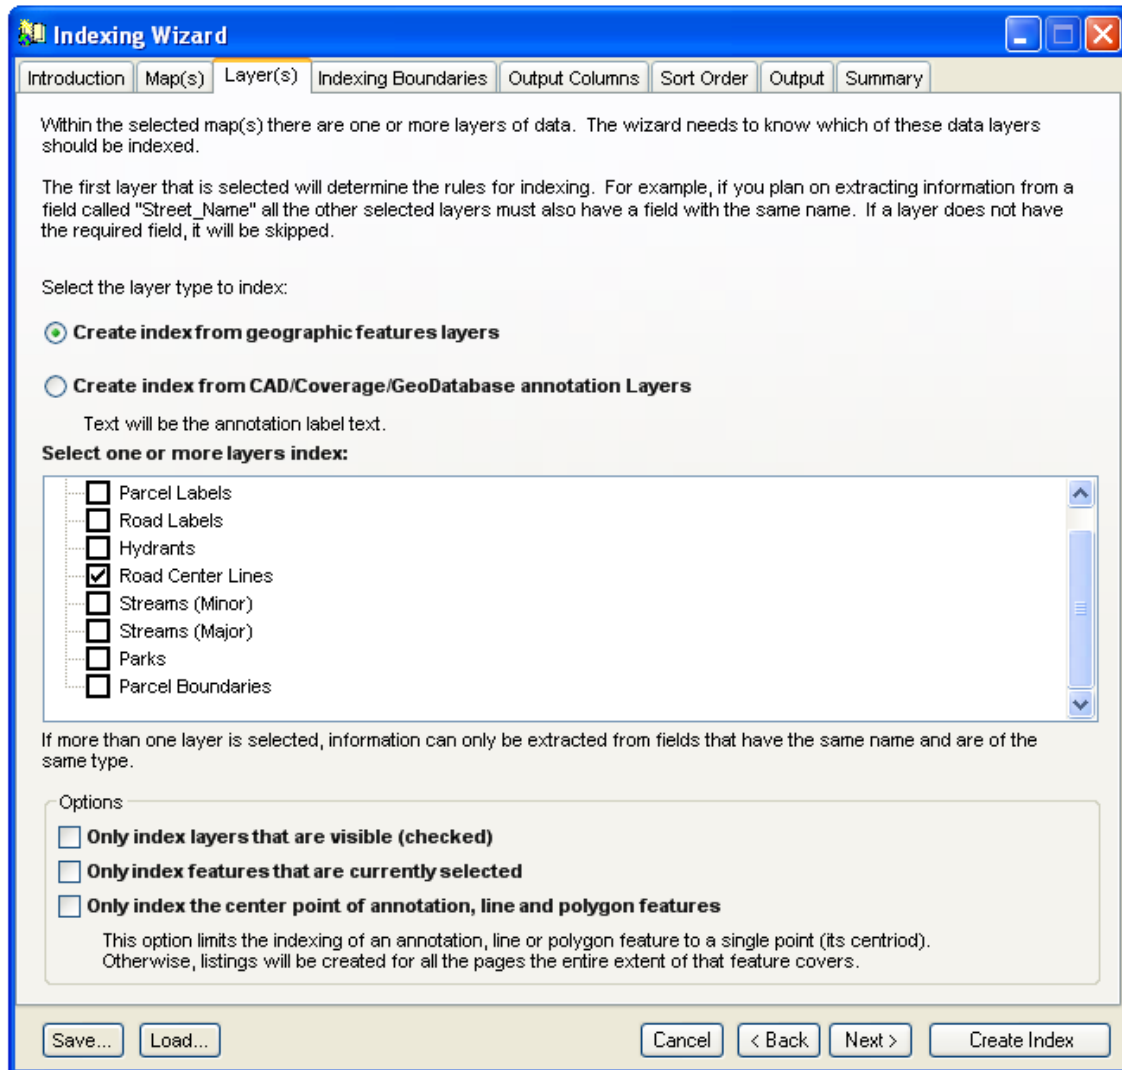 Indexing Wizard
Introduction Map(s) Layer(s) Indexing Boundaries Output Columns Sort Order Output Summary
Within the selected map(s) there are one or more layers of data. The wizard needs to know which of these data layers
should be indexed.
The first layer that is selected will determine the rules for indexing. For example, if you plan on extracting information from a
field called "Street_Name" all the other selected layers must also have a field with the same name. If a layer does not have
the required field, it will be skipped.
Select the layer type to index:
Create index from geographic features layers
Create index from CAD/Coverage/GeoDatabase annotation Layers
Text will be the annotation label text.
Select one or more layers index:
Parcel Labels
Road Labels
Hydrants
Road Center Lines
Streams (Minor)
Streams (Major)
Parks
Parcel Boundaries
If more than one layer is selected, information can only be extracted from fields that have the same name and are of the
same type.
Options
Only index layers that are visible (checked)
Only index features that are currently selected
Only index the center point of annotation, line and polygon features
This option limits the indexing of an annotation, line or polygon feature to a single point (its centriod).
Otherwise, listings will be created for all the pages the entire extent of that feature covers.
Save... Load... Cancel < Back Next > Create Index